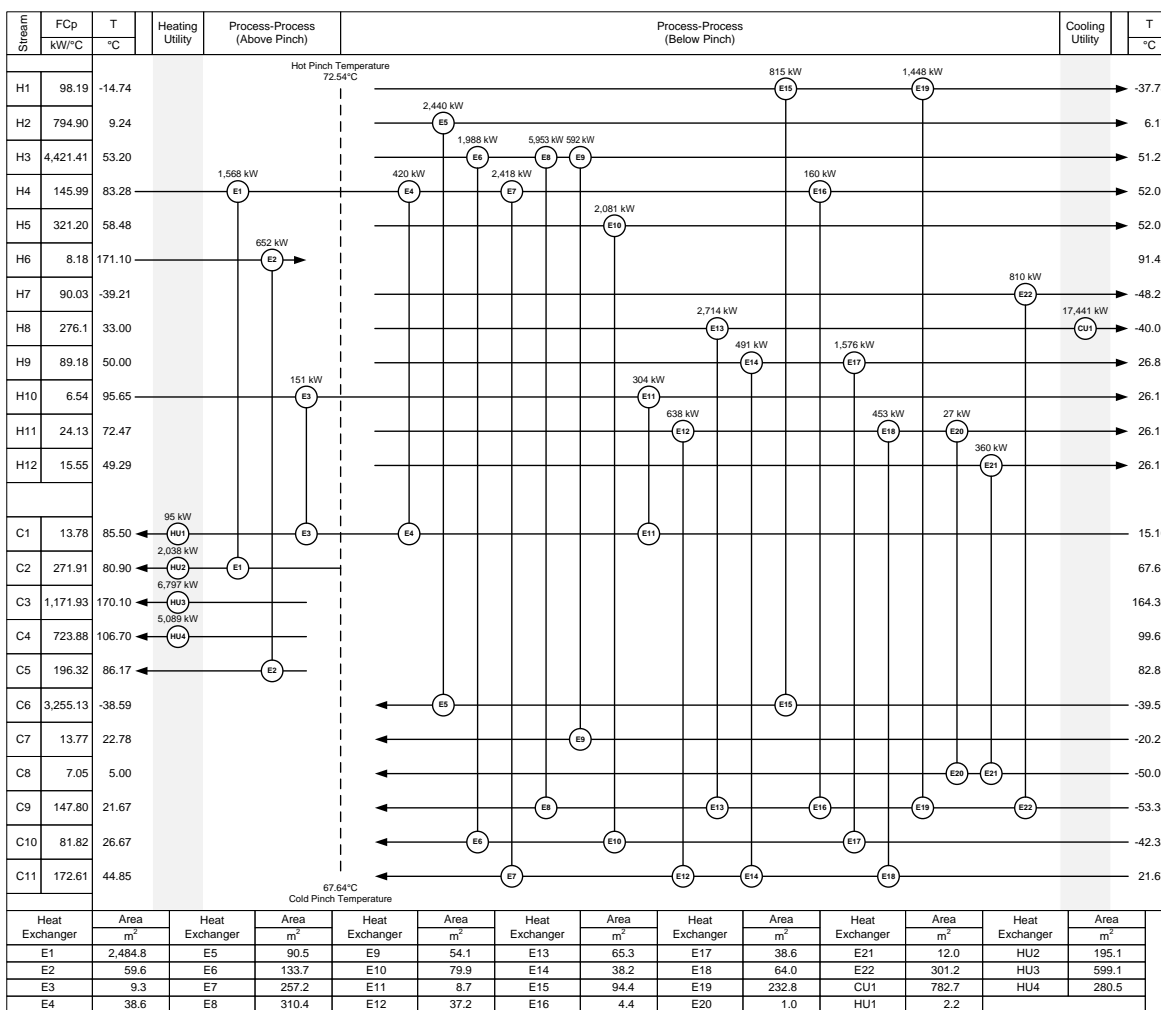 Stream FCp T Heating Utility Process-Process (Above Pinch) Process-Process (Below Pinch) Cooling Utility T
kW/°C °C °C
Hot Pinch Temperature
72.54°C
815 kW 1,448 kW
H1 98.19 -14.74 E15 E19 -37.7
2,440 kW
H2 794.90 9.24 E5 6.1
1,988 kW 5,953 kW 592 kW
H3 4,421.41 53.20 E6 E8 E9 51.2
1,568 kW 420 kW 2,418 kW 160 kW
H4 145.99 83.28 E1 E4 E7 E16 52.0
2,081 kW
H5 321.20 58.48 E10 52.0
652 kW
H6 8.18 171.10 E2 91.4
810 kW
H7 90.03 -39.21 E22 -48.2
2,714 kW 17,441 kW
H8 276.1 33.00 E13 CU1 -40.0
491 kW 1,576 kW
H9 89.18 50.00 E14 E17 26.8
151 kW 304 kW
H10 6.54 95.65 E3 E11 26.1
638 kW 453 kW 27 kW
H11 24.13 72.47 E12 E18 E20 26.1
360 kW
H12 15.55 49.29 E21 26.1
95 kW
C1 13.78 85.50 HU1 E3 E4 E11 15.1
2,038 kW
C2 271.91 80.90 HU2 E1 67.6
6,797 kW
C3 1,171.93 170.10 HU3 164.3
5,089 kW
C4 723.88 106.70 HU4 99.6
C5 196.32 86.17 E2 82.8
C6 3,255.13 -38.59 E5 E15 -39.5
C7 13.77 22.78 E9 -20.2
C8 7.05 5.00 E20 E21 -50.0
C9 147.80 21.67 E8 E13 E16 E19 E22 -53.3
C10 81.82 26.67 E6 E10 E17 -42.3
C11 172.61 44.85 E7 E12 E14 E18 21.6
67.64°C
Cold Pinch Temperature
Heat Exchanger Area m2 Heat Exchanger Area m2 Heat Exchanger Area m2 Heat Exchanger Area m2 Heat Exchanger Area m2 Heat Exchanger Area m2 Heat Exchanger Area m2
E1 2,484.8 E5 90.5 E9 54.1 E13 65.3 E17 38.6 E21 12.0 HU2 195.1
E2 59.6 E6 133.7 E10 79.9 E14 38.2 E18 64.0 E22 301.2 HU3 599.1
E3 9.3 E7 257.2 E11 8.7 E15 94.4 E19 232.8 CU1 782.7 HU4 280.5
E4 38.6 E8 310.4 E12 37.2 E16 4.4 E20 1.0 HU1 2.2